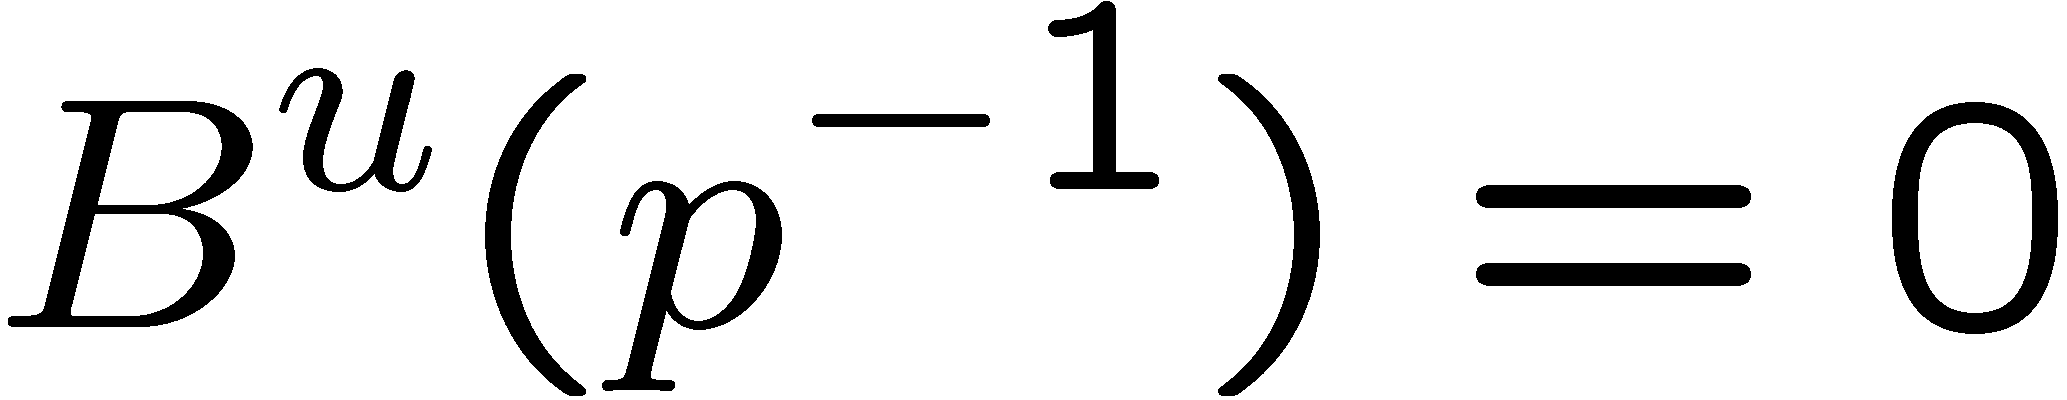 B^u(p^{-1}) = 0